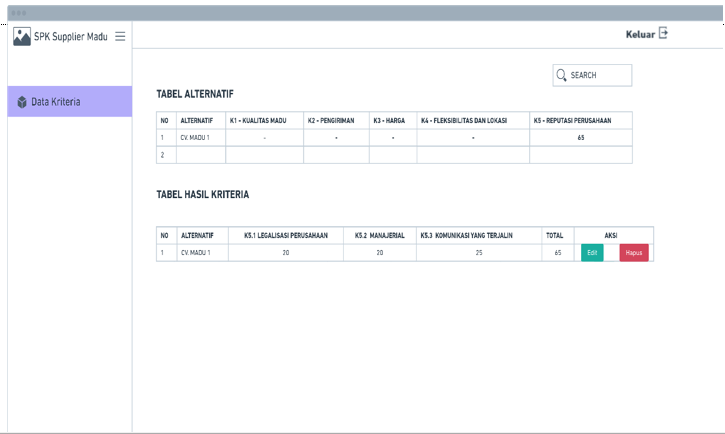 SPK Supplier Madu
Keluar
SEARCH
Data Kriteria
TABEL ALTERNATIF
NO ALTERNATIF K1 - KUALITAS MADU K2 - PENGIRIMAN K3 - HARGA K4 - FLEKSIBILITAS DAN LOKASI K5 - REPUTASI PERUSAHAAN
1 CV. MADU 1 - - - - 65
2
TABEL HASIL KRITERIA
NO ALTERNATIF K5.1 LEGALISASI PERUSAHAAN K5.2 MANAJERIAL K5.3 KOMUNIKASI YANG TERJALIN TOTAL AKSI
1 CV. MADU 1 20 20 25 65 Edit Hapus